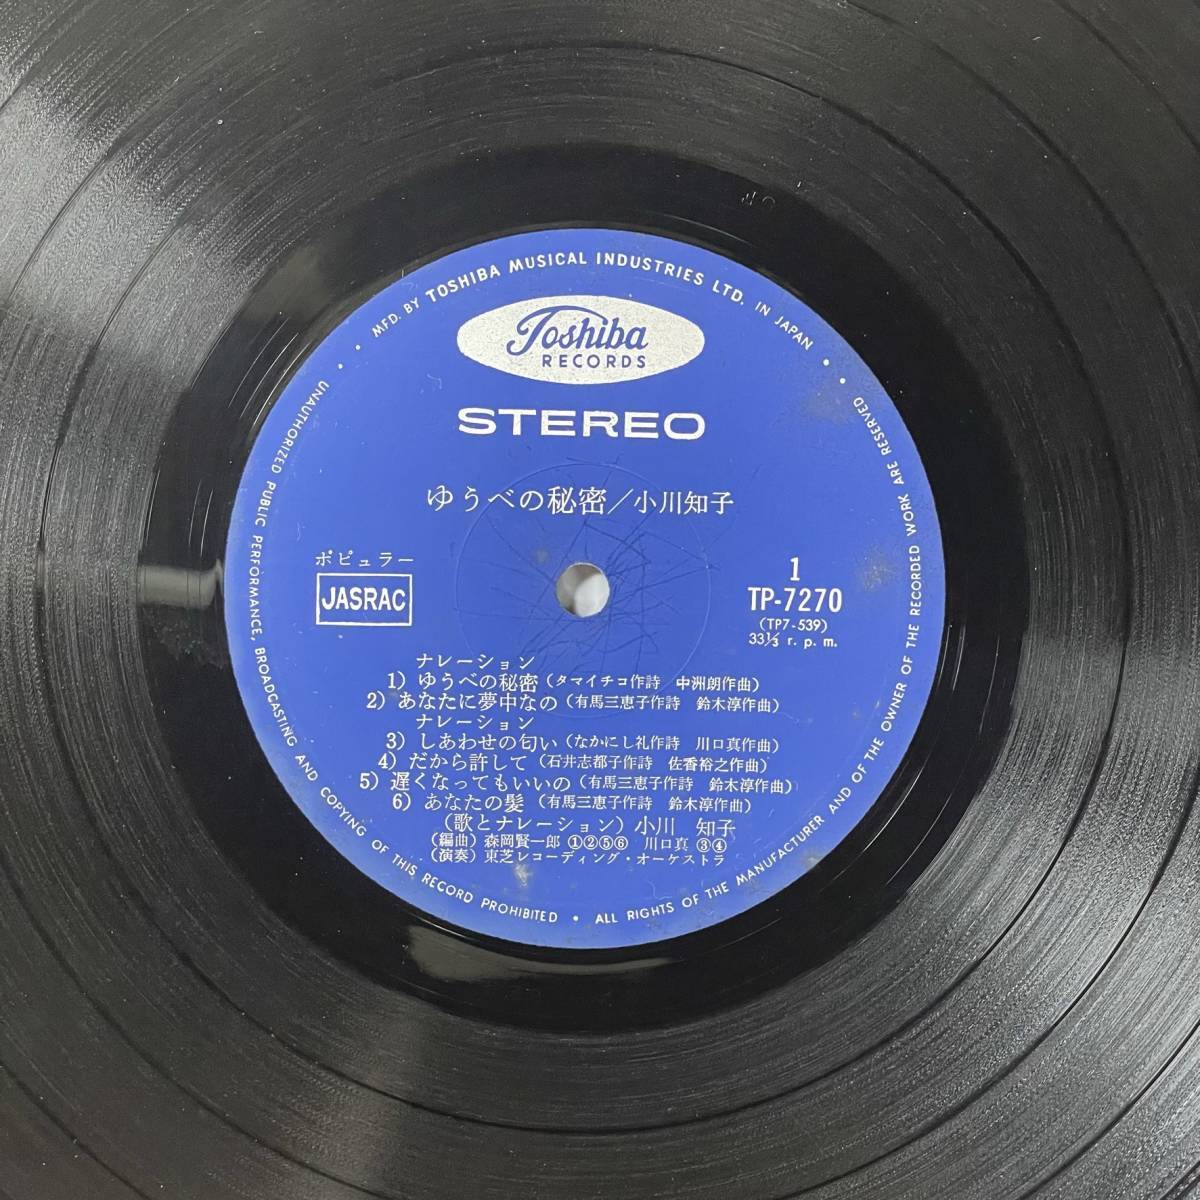 MFD. BY TOSHIBA MUSICAL INDUSTRIES LTD. IN JAPAN
Toshiba
RECORDS
STEREO
ゆうべの秘密／小川知子
ポピュラー
JASRAC
1
TP-7270
(TP7-539)
33⅓ r. p. m.
ナレーション
1) ゆうべの秘密 (タマイチコ作詩 中洲朗作曲)
2) あなたに夢中なの (有馬三恵子作詩 鈴木淳作曲)
ナレーション
3) しあわせの匂い (なかにし礼作詩 川口真作曲)
4) だから許して (石井志都子作詩 佐香裕之作曲)
5) 遅くなってもいいの (有馬三恵子作詩 鈴木淳作曲)
6) あなたの髪 (有馬三恵子作詩 鈴木淳作曲)
(歌とナレーション) 小川 知子
(編曲) 森岡賢一郎 ①②⑤⑥ 川口真 ③④
(演奏) 東芝レコーディング・オーケストラ
ALL RIGHTS OF THE MANUFACTURER AND OF THE OWNER OF THE RECORDED WORK ARE RESERVED
UNAUTHORIZED PUBLIC PERFORMANCE, BROADCASTING AND COPYING OF THIS RECORD PROHIBITED